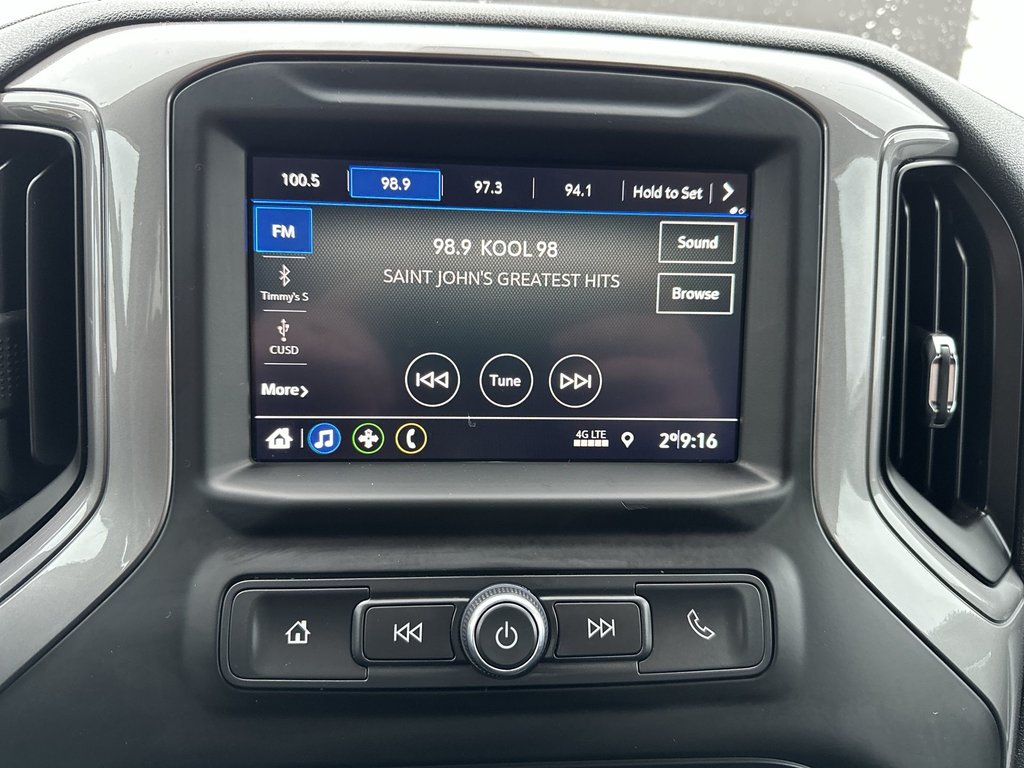 100.5 98.9 97.3 94.1 Hold to Set
FM
98.9 KOOL 98
Sound
SAINT JOHN'S GREATEST HITS
Timmy's S
Browse
CUSD
More
Tune
4G LTE
2° 9:16